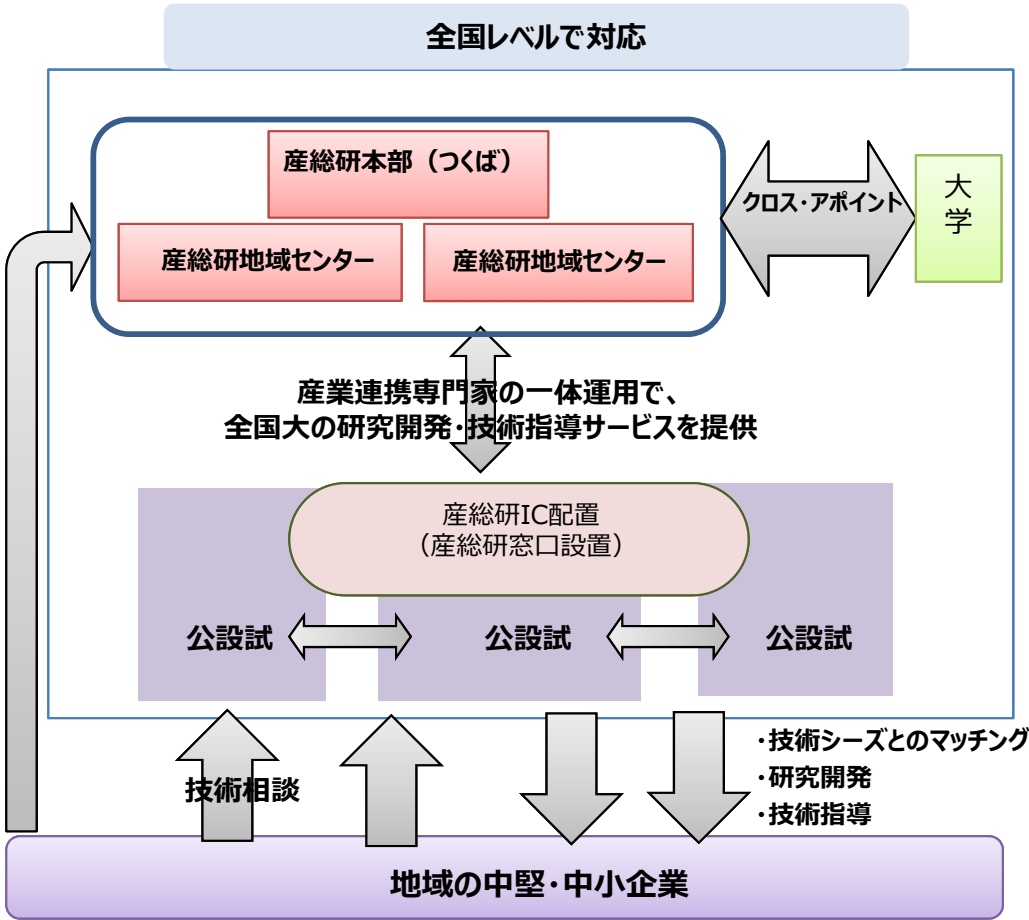 全国レベルで対応
産総研本部（つくば）
産総研地域センター
産総研地域センター
クロス・アポイント
大
学
産業連携専門家の一体運用で、
全国大の研究開発・技術指導サービスを提供
産総研IC配置
（産総研窓口設置）
公設試
公設試
公設試
技術相談
・技術シーズとのマッチング
・研究開発
・技術指導
地域の中堅・中小企業